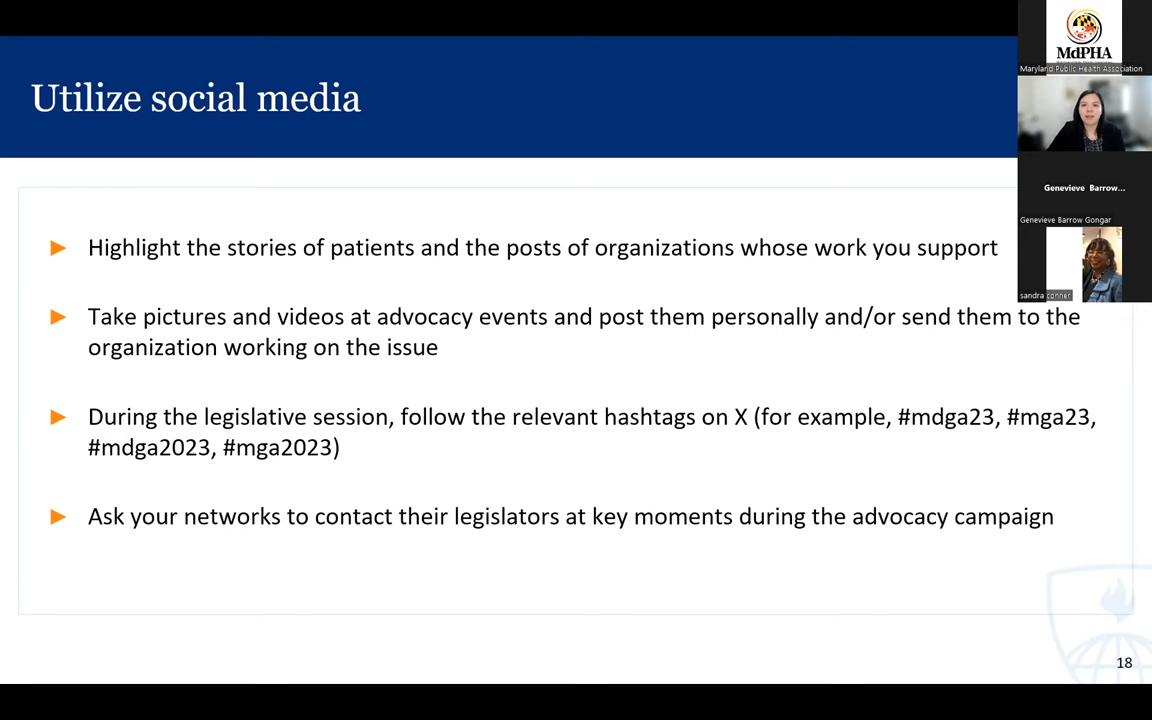 Utilize social media
Highlight the stories of patients and the posts of organizations whose work you support
Take pictures and videos at advocacy events and post them personally and/or send them to the
organization working on the issue
During the legislative session, follow the relevant hashtags on X (for example, #mdga23, #mga23,
#mdga2023, #mga2023)
Ask your networks to contact their legislators at key moments during the advocacy campaign
18
MdPHA
Maryland Public Health Association
Genevieve Barrow...
Genevieve Barrow Gongar
sandra conner